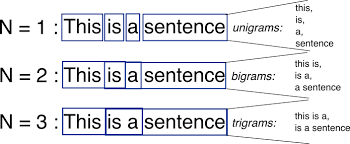 N = 1 : This is a sentence unigrams:
this,
is,
a,
sentence
N = 2 : This is a sentence bigrams:
this is,
is a,
a sentence
N = 3 : This is a sentence trigrams:
this is a,
is a sentence